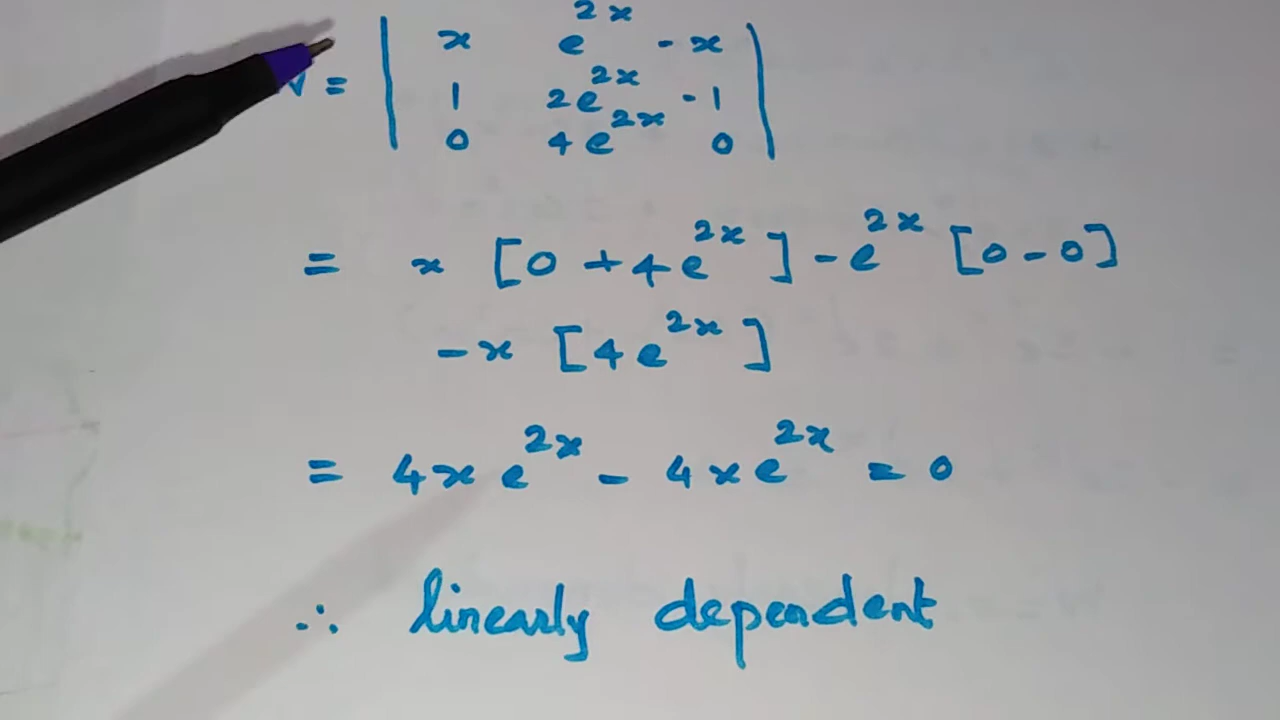 W = | x e^{2x} -x |
| 1 2e^{2x} -1 |
| 0 4e^{2x} 0 |
= x [0 + 4e^{2x}] - e^{2x} [0 - 0]
- x [4e^{2x}]
= 4xe^{2x} - 4xe^{2x} = 0
∴ linearly dependent